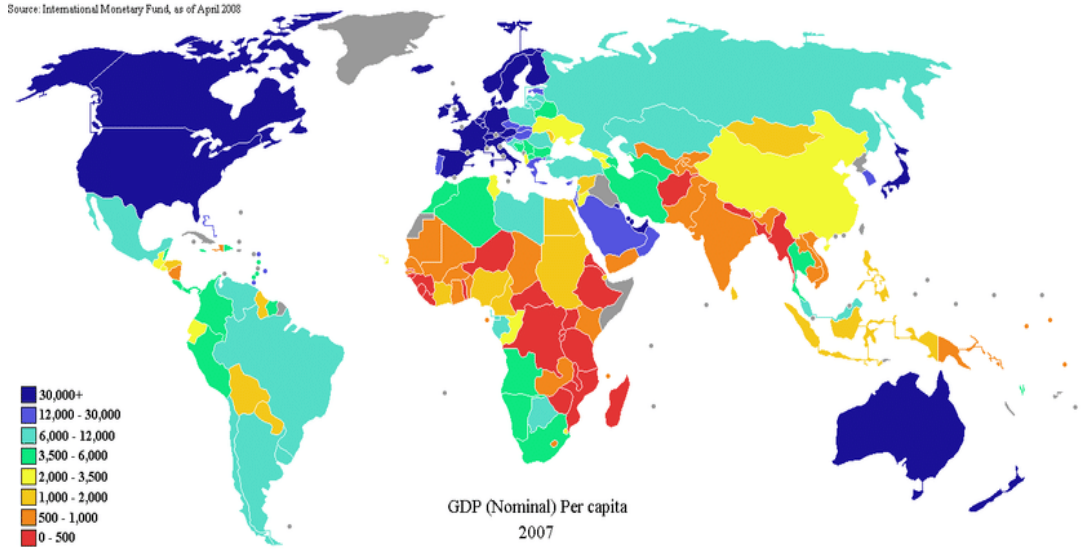 Source: International Monetary Fund, as of April 2008
30,000+
12,000 - 30,000
6,000 - 12,000
3,500 - 6,000
2,000 - 3,500
1,000 - 2,000
500 - 1,000
0 - 500
GDP (Nominal) Per capita
2007